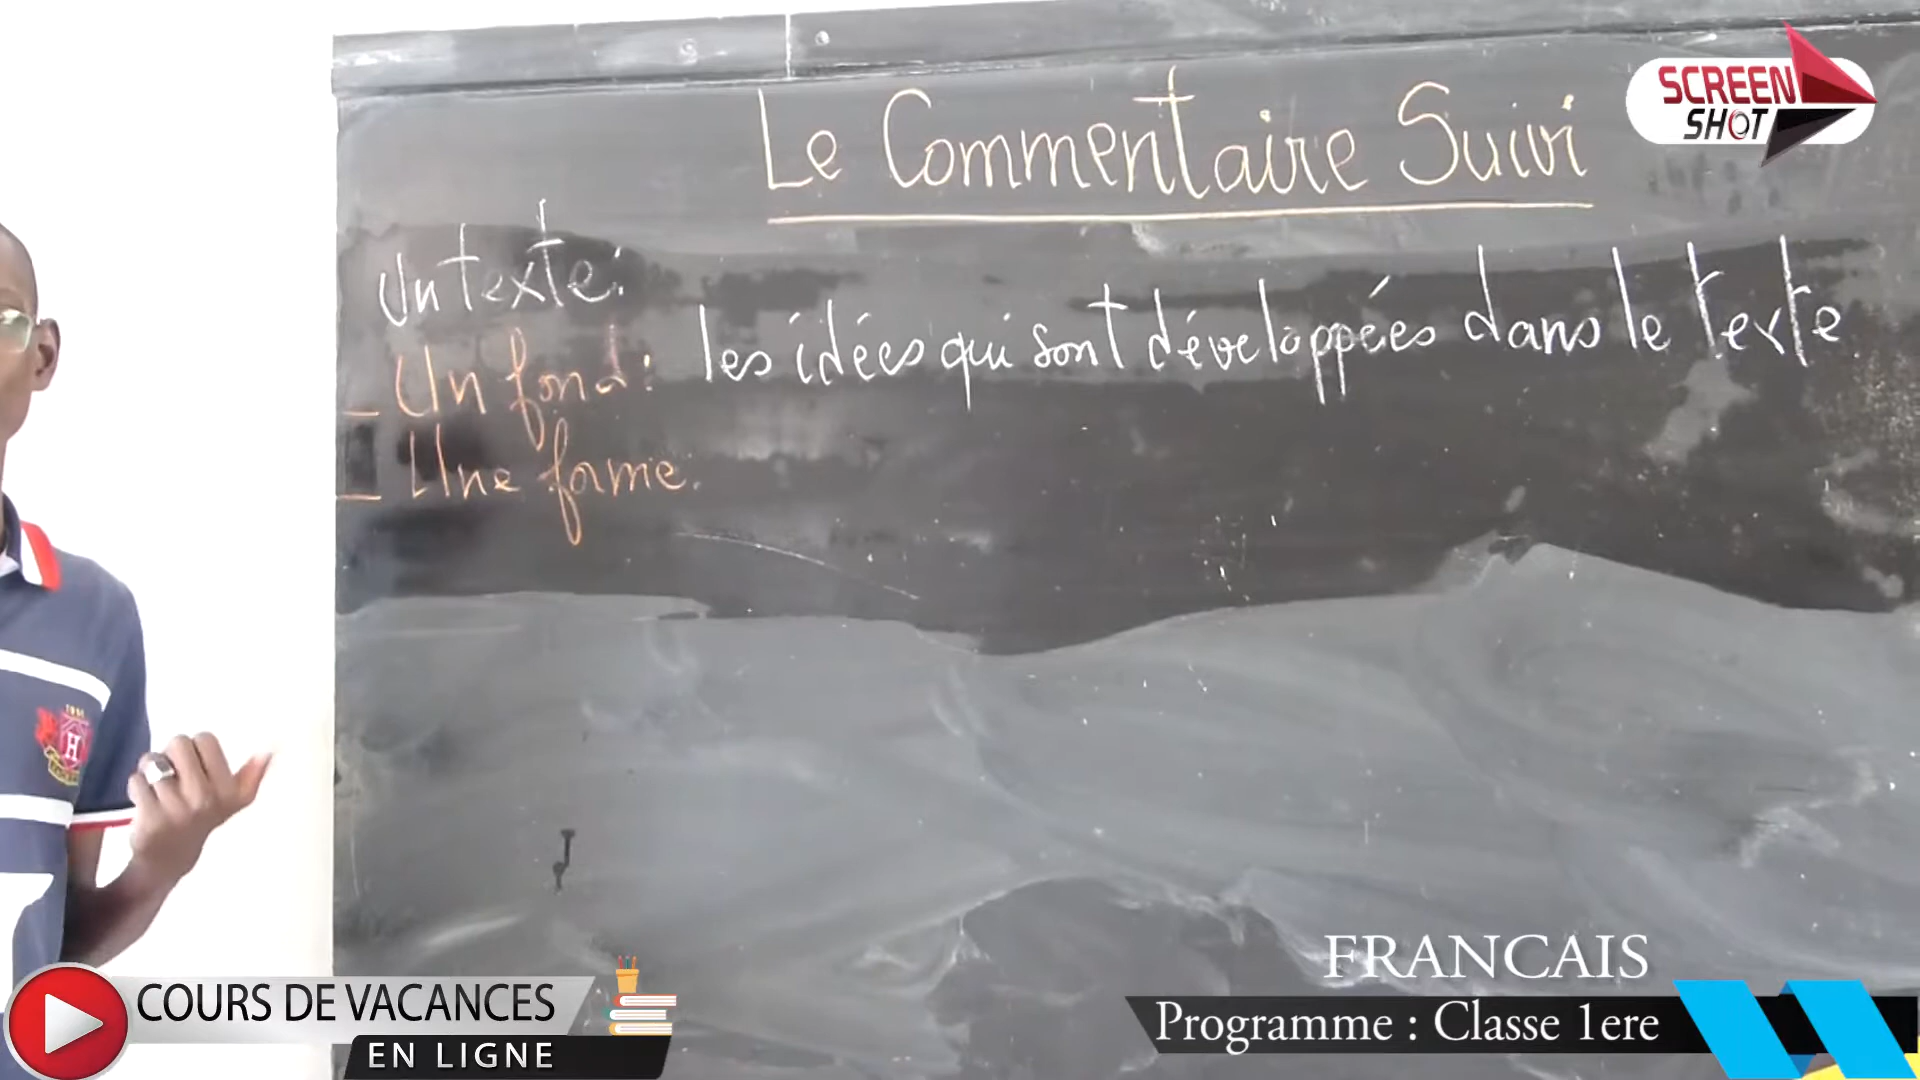 Le Commentaire Suivi
Un texte:
- Un fond: les idées qui sont développées dans le texte
- Une forme:
SCREEN
SHOT
H
COURS DE VACANCES
EN LIGNE
FRANCAIS
Programme : Classe 1ere